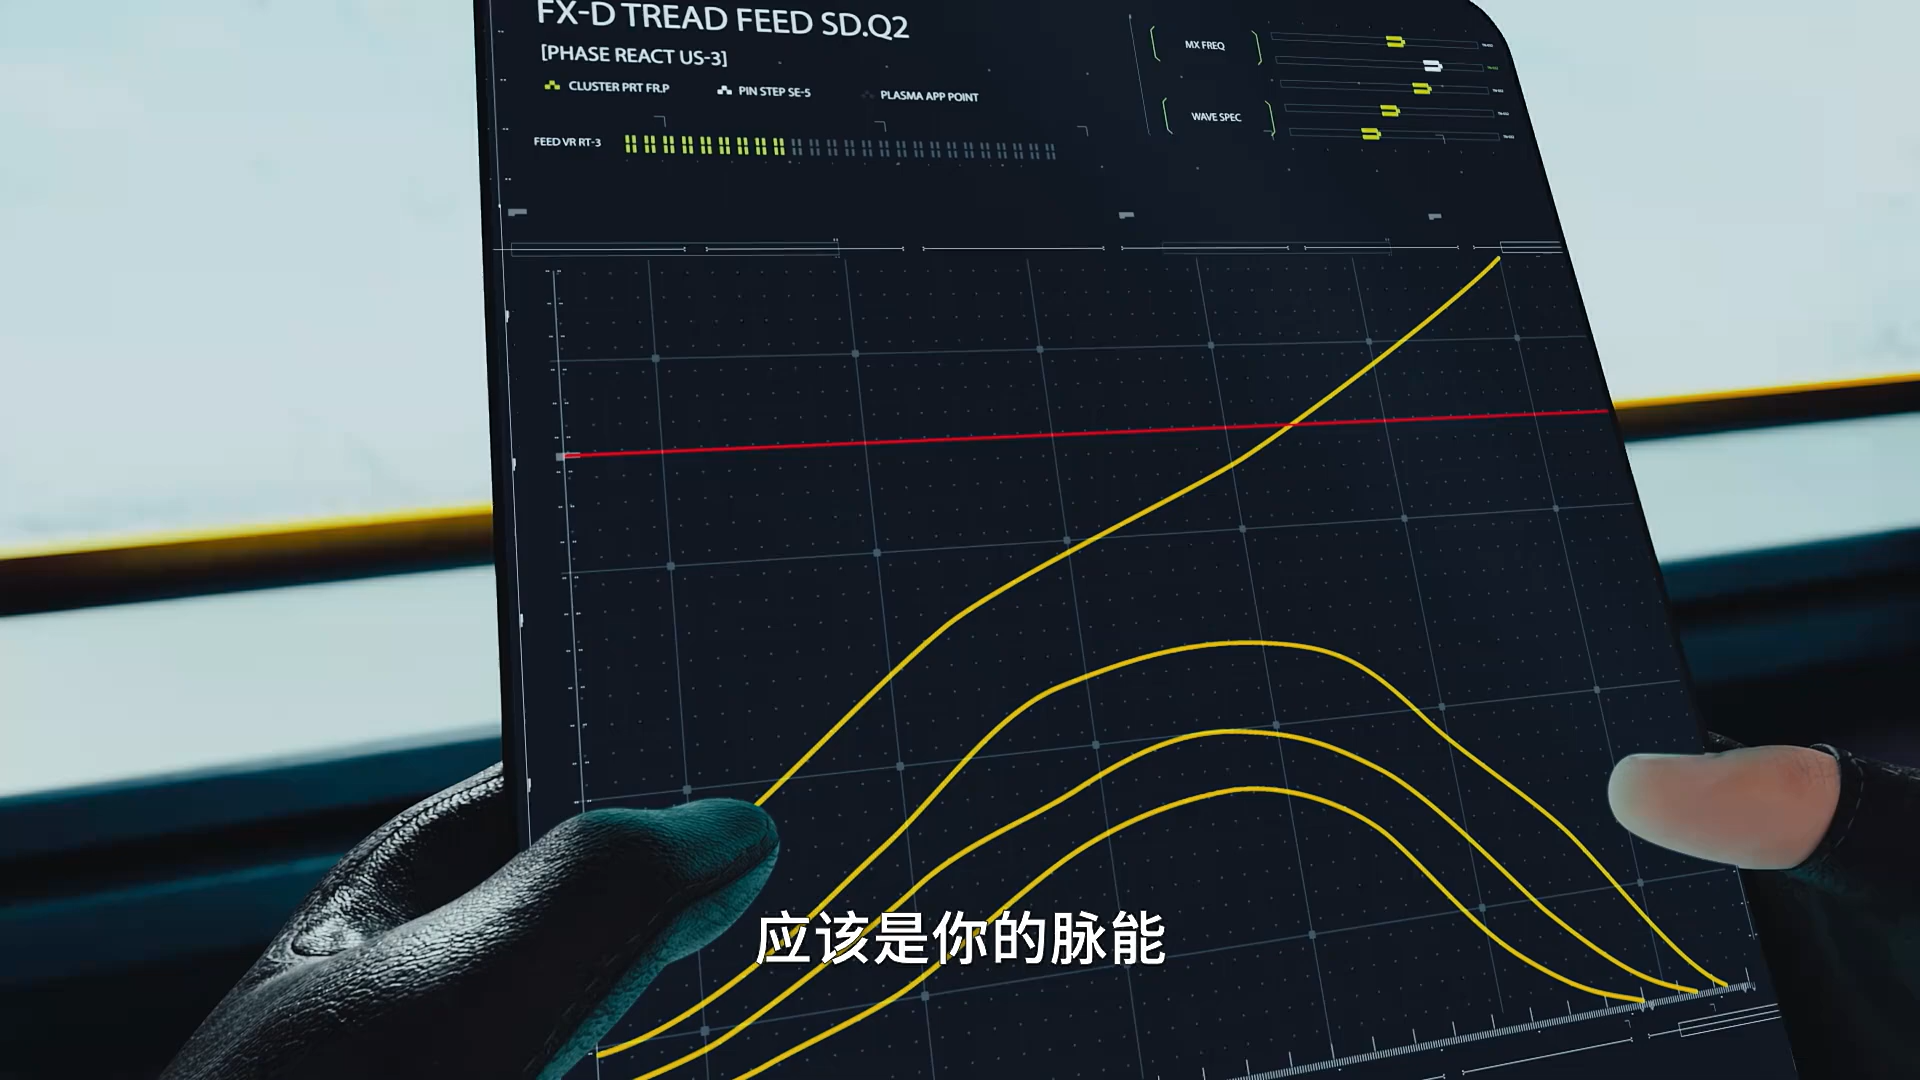 FX-D TREAD FEED SD.Q2
[PHASE REACT US-3]
CLUSTER PRT FR.P
PIN STEP SE-5
PLASMA APP POINT
FEED VR RT-3
MX FREQ
WAVE SPEC
应该是你的脉能